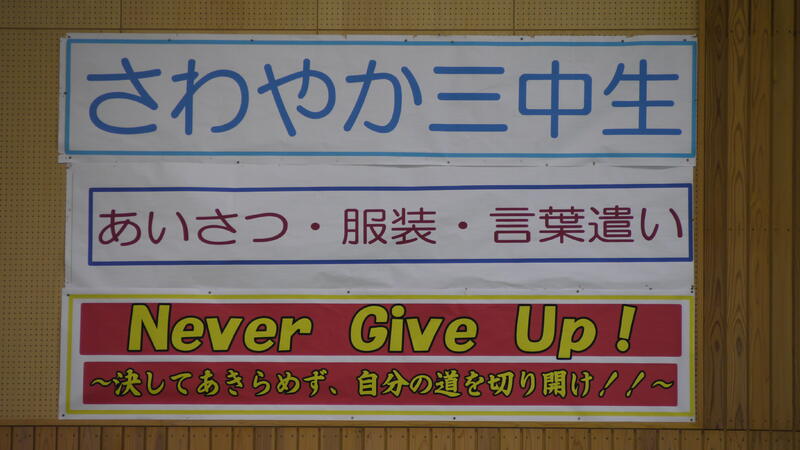 さわやか三中生
あいさつ・服装・言葉遣い
Never Give Up!
～決してあきらめず、自分の道を切り開け!!～